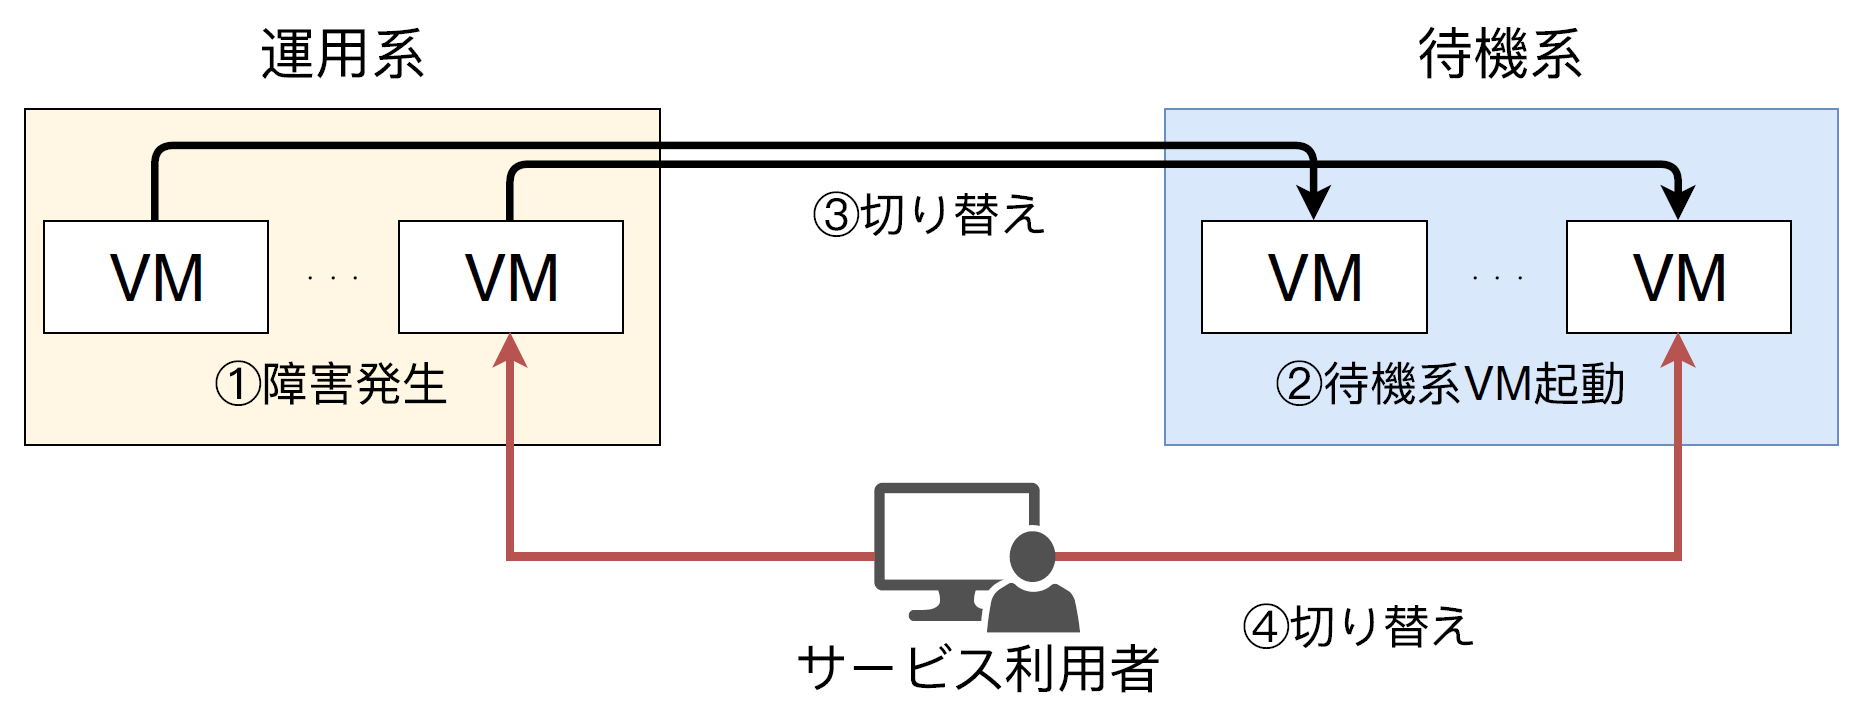 運用系
待機系
③切り替え
VM
・・・
VM
VM
・・・
VM
①障害発生
②待機系VM起動
④切り替え
サービス利用者